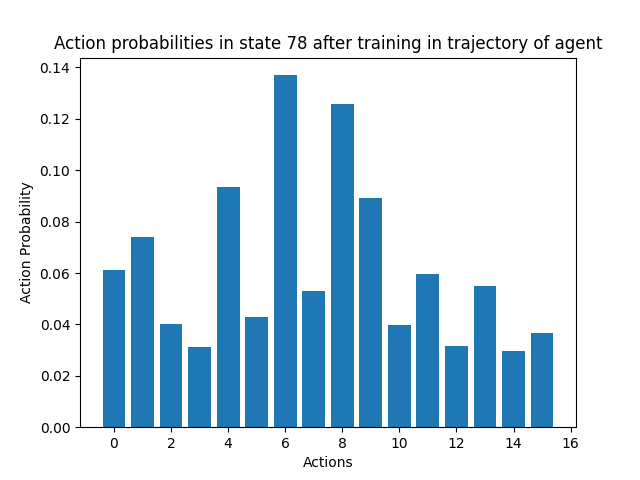 Action probabilities in state 78 after training in trajectory of agent
0.14
0.12
0.10
0.08
0.06
0.04
0.02
0.00
Action Probability
0 2 4 6 8 10 12 14 16
Actions